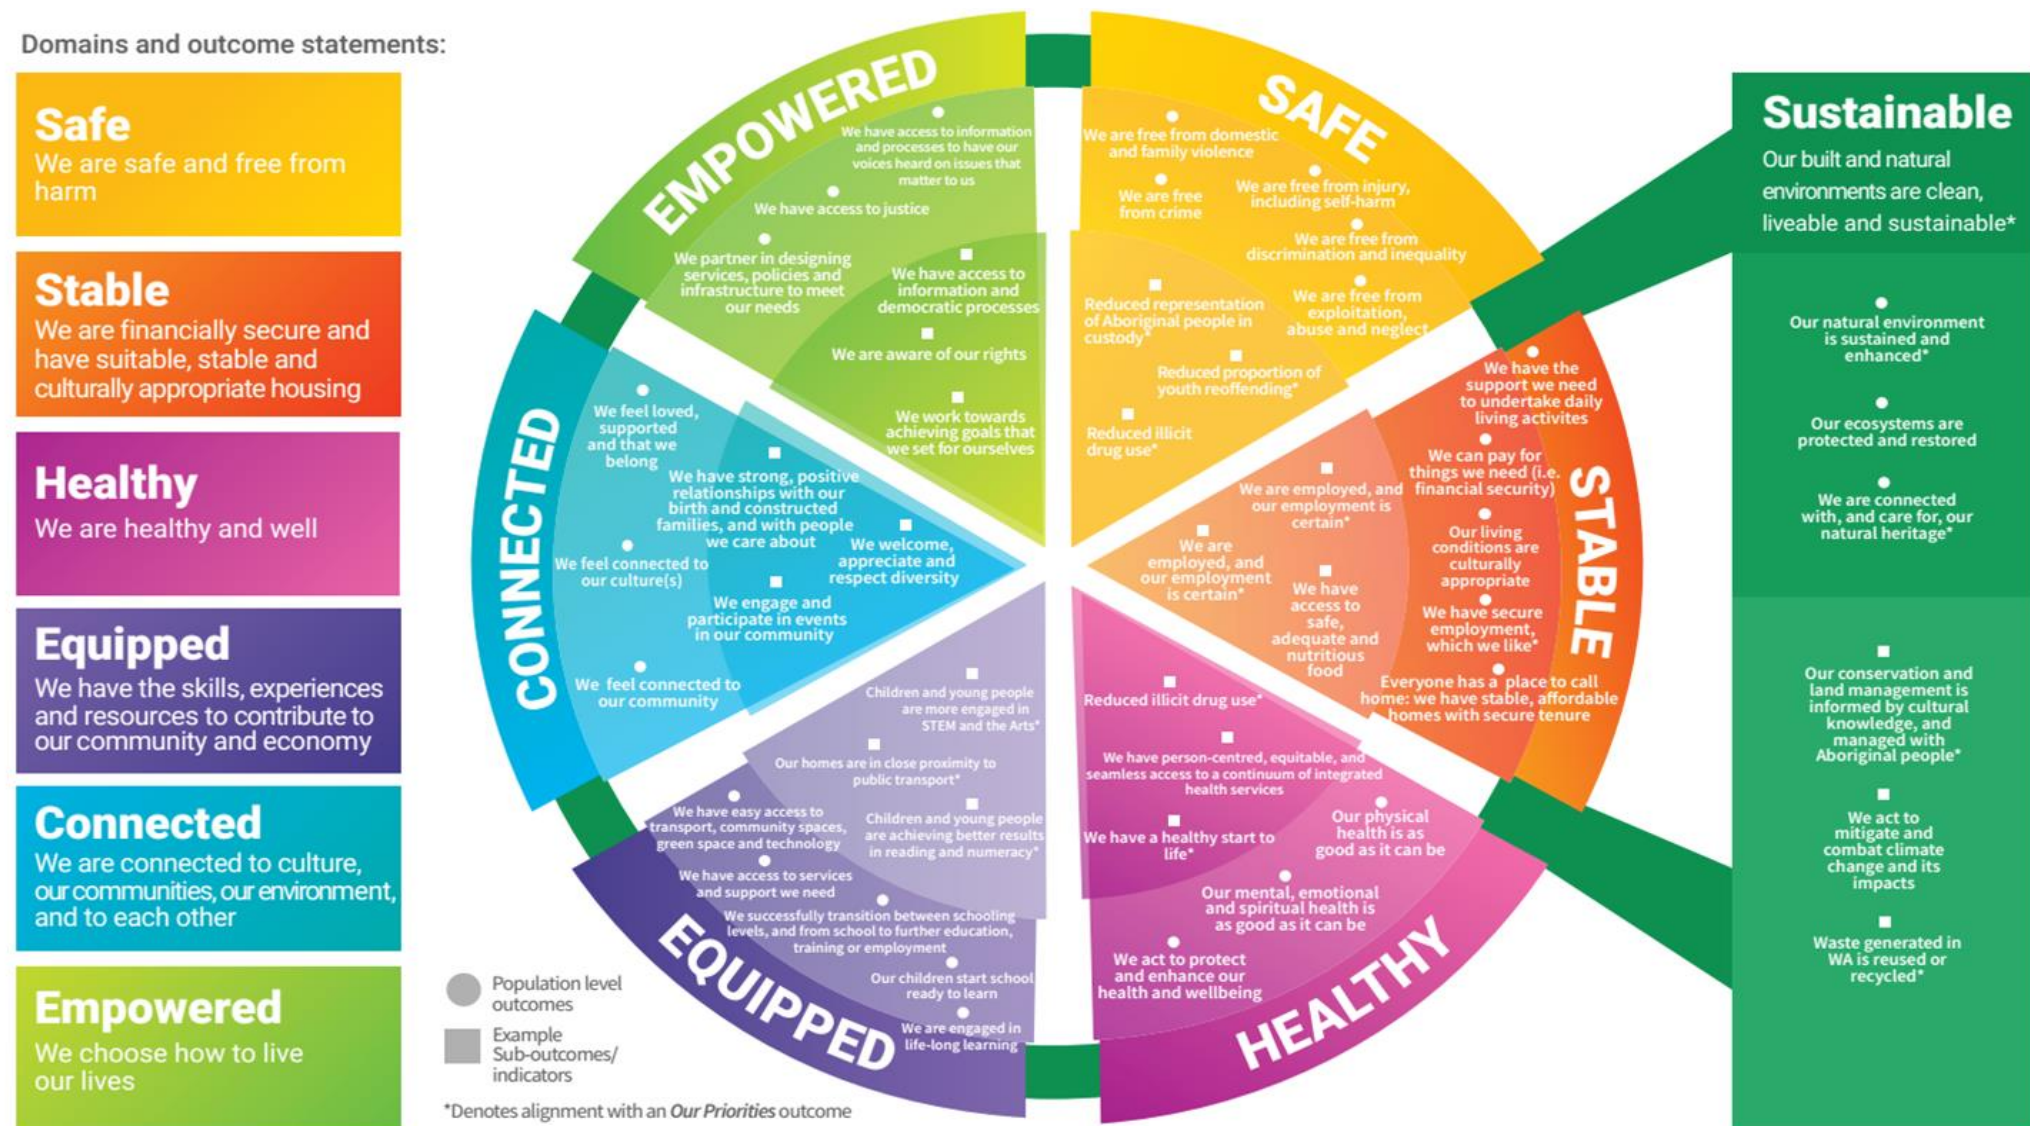 Domains and outcome statements:
Safe
We are safe and free from
harm
Stable
We are financially secure and
have suitable, stable and
culturally appropriate housing
Healthy
We are healthy and well
Equipped
We have the skills, experiences
and resources to contribute to
our community and economy
Connected
We are connected to culture,
our communities, our environment,
and to each other
Empowered
We choose how to live
our lives
EMPOWERED
We have access to information
and processes to have our
voices heard on issues that
matter to us
We have access to justice
We partner in designing
services, policies and
infrastructure to meet
our needs
We have access to
information and
democratic processes
We are aware of our rights
We work towards
achieving goals that
we set for ourselves
SAFE
We are free from domestic
and family violence
We are free
from crime
We are free from injury,
including self-harm
We are free from
discrimination and inequality
We are free from
exploitation,
abuse and neglect
Reduced representation
of Aboriginal people in
custody*
Reduced proportion of
youth reoffending*
Reduced illicit
drug use*
STABLE
We have the
support we need
to undertake daily
living activites
We can pay for
things we need (i.e.
financial security)
Our living
conditions are
culturally
appropriate
We have secure
employment,
which we like*
Everyone has a place to call
home: we have stable, affordable
homes with secure tenure
We are employed, and
our employment is
certain*
We are
employed, and
our employment
is certain*
We have
access to
safe,
adequate and
nutritious
food
HEALTHY
Reduced illicit drug use*
We have person-centred, equitable, and
seamless access to a continuum of integrated
health services
We have a healthy start to
life*
Our physical
health is as
good as it can be
Our mental, emotional
and spiritual health is
as good as it can be
We act to protect
and enhance our
health and wellbeing
EQUIPPED
Children and young people
are more engaged in
STEM and the Arts*
Our homes are in close proximity to
public transport*
Children and young people
are achieving better results
in reading and numeracy*
We have easy access to
transport, community spaces,
green space and technology
We have access to services
and support we need
We successfully transition between schooling
levels, and from school to further education,
training or employment
Our children start school
ready to learn
We are engaged in
life-long learning
CONNECTED
We feel loved,
supported
and that we
belong
We have strong, positive
relationships with our
birth and constructed
families, and with people
we care about
We welcome,
appreciate and
respect diversity
We feel connected to
our culture(s)
We engage and
participate in events
in our community
We feel connected to
our community
Population level
outcomes
Example
Sub-outcomes/
indicators
*Denotes alignment with an Our Priorities outcome
Sustainable
Our built and natural
environments are clean,
liveable and sustainable*
Our natural environment
is sustained and
enhanced*
Our ecosystems are
protected and restored
We are connected
with, and care for, our
natural heritage*
Our conservation and
land management is
informed by cultural
knowledge, and
managed with
Aboriginal people*
We act to
mitigate and
combat climate
change and its
impacts
Waste generated in
WA is reused or
recycled*